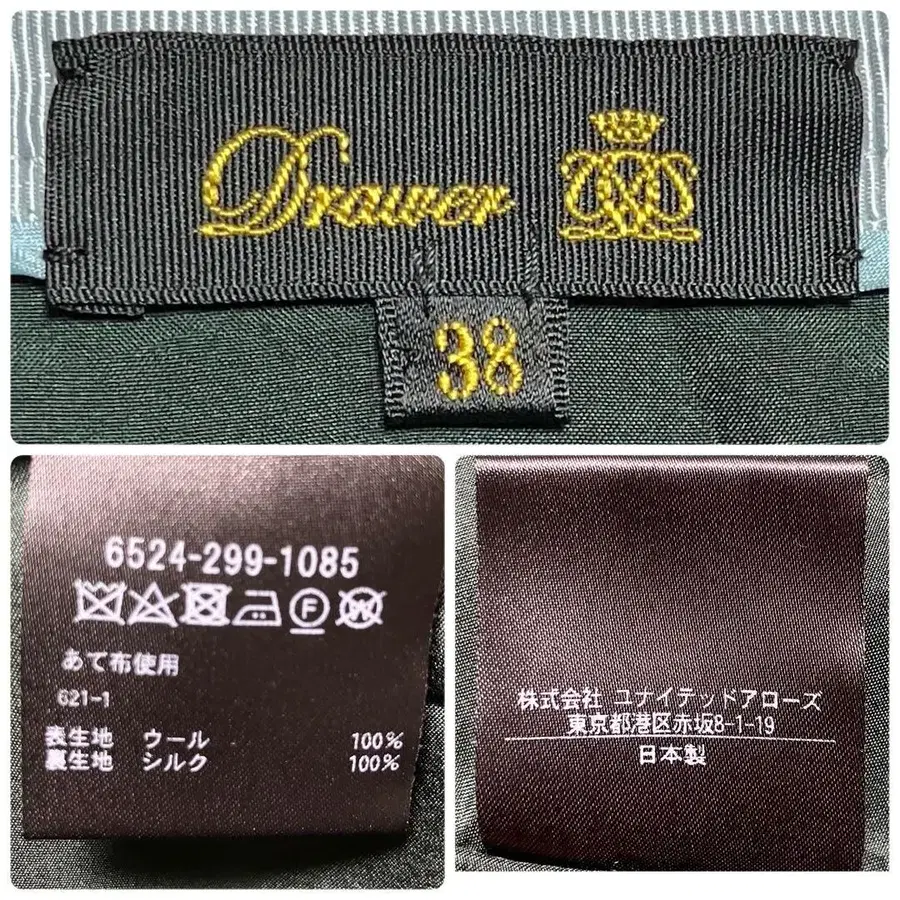 Drawer
38
6524-299-1085
F W
あて布使用
621-1
表生地 ウール 100%
裏生地 シルク 100%
株式会社 ユナイテッドアローズ
東京都港区赤坂8-1-19
日本製